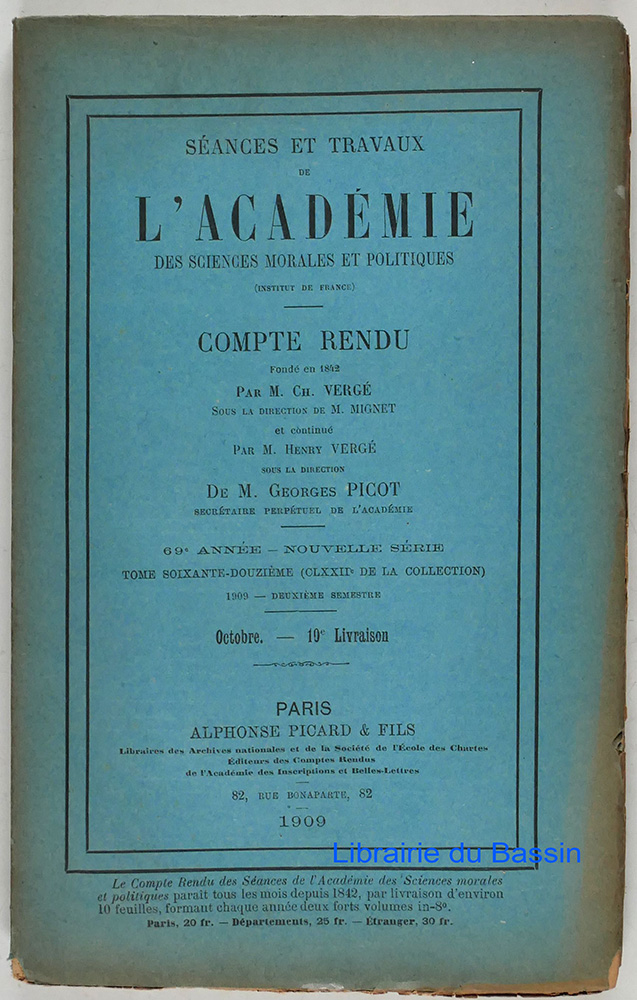 SÉANCES ET TRAVAUX
DE
L'ACADÉMIE
DES SCIENCES MORALES ET POLITIQUES
(INSTITUT DE FRANCE)
COMPTE RENDU
Fondé en 1842
PAR M. CH. VERGÉ
SOUS LA DIRECTION DE M. MIGNET
et continué
PAR M. HENRY VERGÉ
SOUS LA DIRECTION
DE M. GEORGES PICOT
SECRÉTAIRE PERPÉTUEL DE L'ACADÉMIE
69e ANNÉE — NOUVELLE SÉRIE
TOME SOIXANTE-DOUZIÈME (CLXXIIe DE LA COLLECTION)
1909 — DEUXIÈME SEMESTRE
Octobre. — 10e Livraison
PARIS
ALPHONSE PICARD & FILS
Libraires des Archives nationales et de la Société de l'École des Chartes
Éditeurs des Comptes Rendus
de l'Académie des Inscriptions et Belles-Lettres
82, RUE BONAPARTE, 82
1909
Librairie du Bassin
Le Compte Rendu des Séances de l'Académie des Sciences morales
et politiques paraît tous les mois depuis 1842, par livraison d'environ
10 feuilles, formant chaque année deux forts volumes in-8o.
Paris, 20 fr. — Départements, 25 fr. — Étranger, 30 fr.